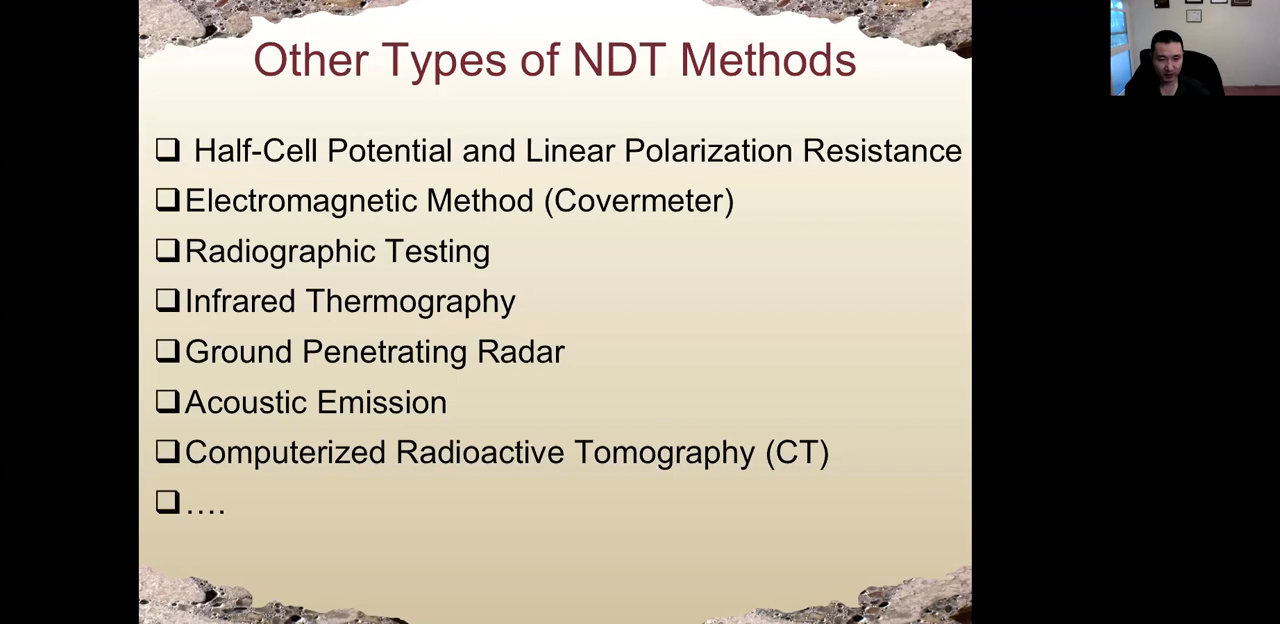 Other Types of NDT Methods
❑ Half-Cell Potential and Linear Polarization Resistance
❑Electromagnetic Method (Covermeter)
❑Radiographic Testing
❑Infrared Thermography
❑Ground Penetrating Radar
❑Acoustic Emission
❑Computerized Radioactive Tomography (CT)
❑....